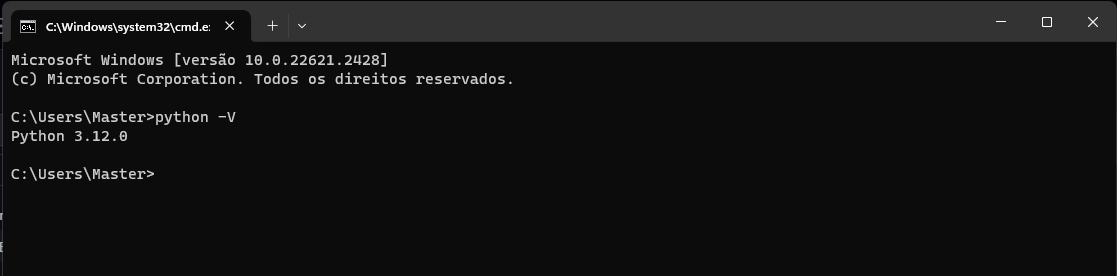 C:\Windows\system32\cmd.e:
Microsoft Windows [versão 10.0.22621.2428]
(c) Microsoft Corporation. Todos os direitos reservados.
C:\Users\Master>python -V
Python 3.12.0
C:\Users\Master>